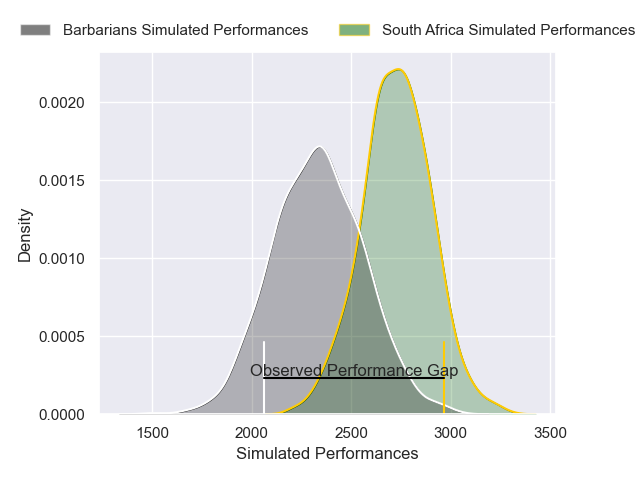 Barbarians Simulated Performances South Africa Simulated Performances
0.0020
0.0015
0.0010
0.0005
0.0000
Density
Observed Performance Gap
1500 2000 2500 3000 3500
Simulated Performances